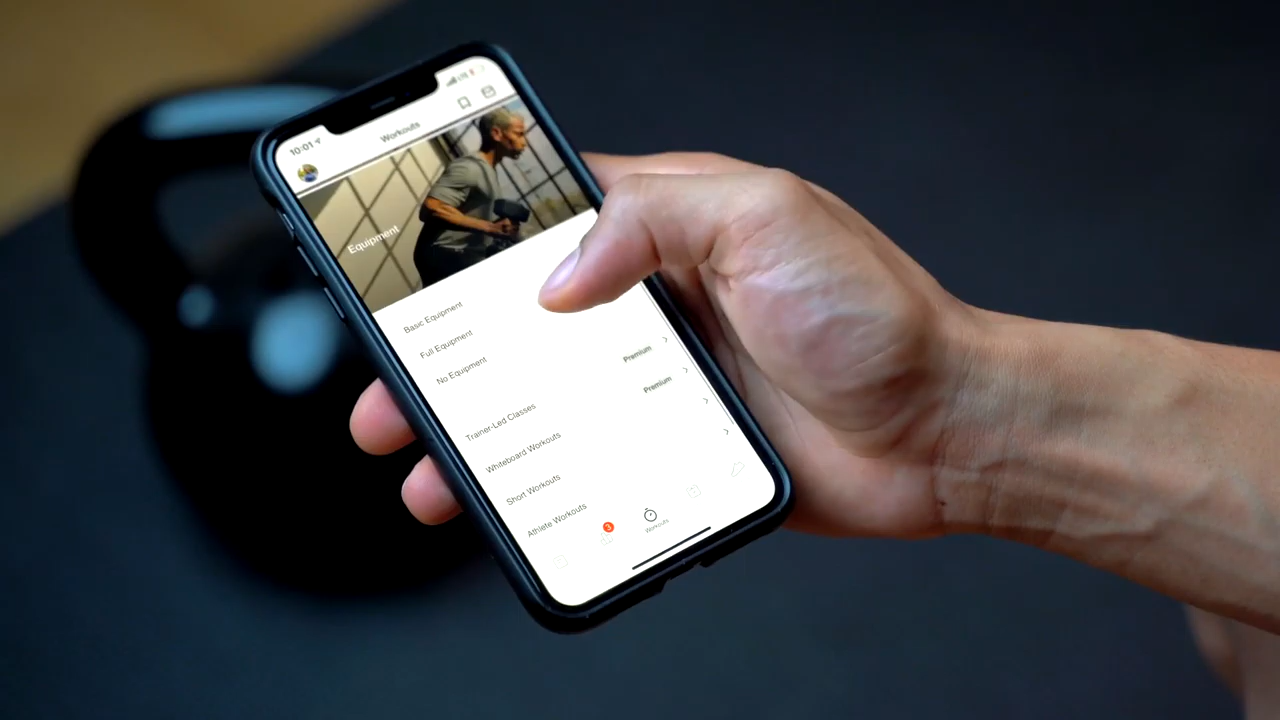 10:01
LTE
Workouts
Equipment
Basic Equipment
Full Equipment
No Equipment
Trainer-Led Classes
Premium
Whiteboard Workouts
Premium
Short Workouts
Athlete Workouts
3
Workouts